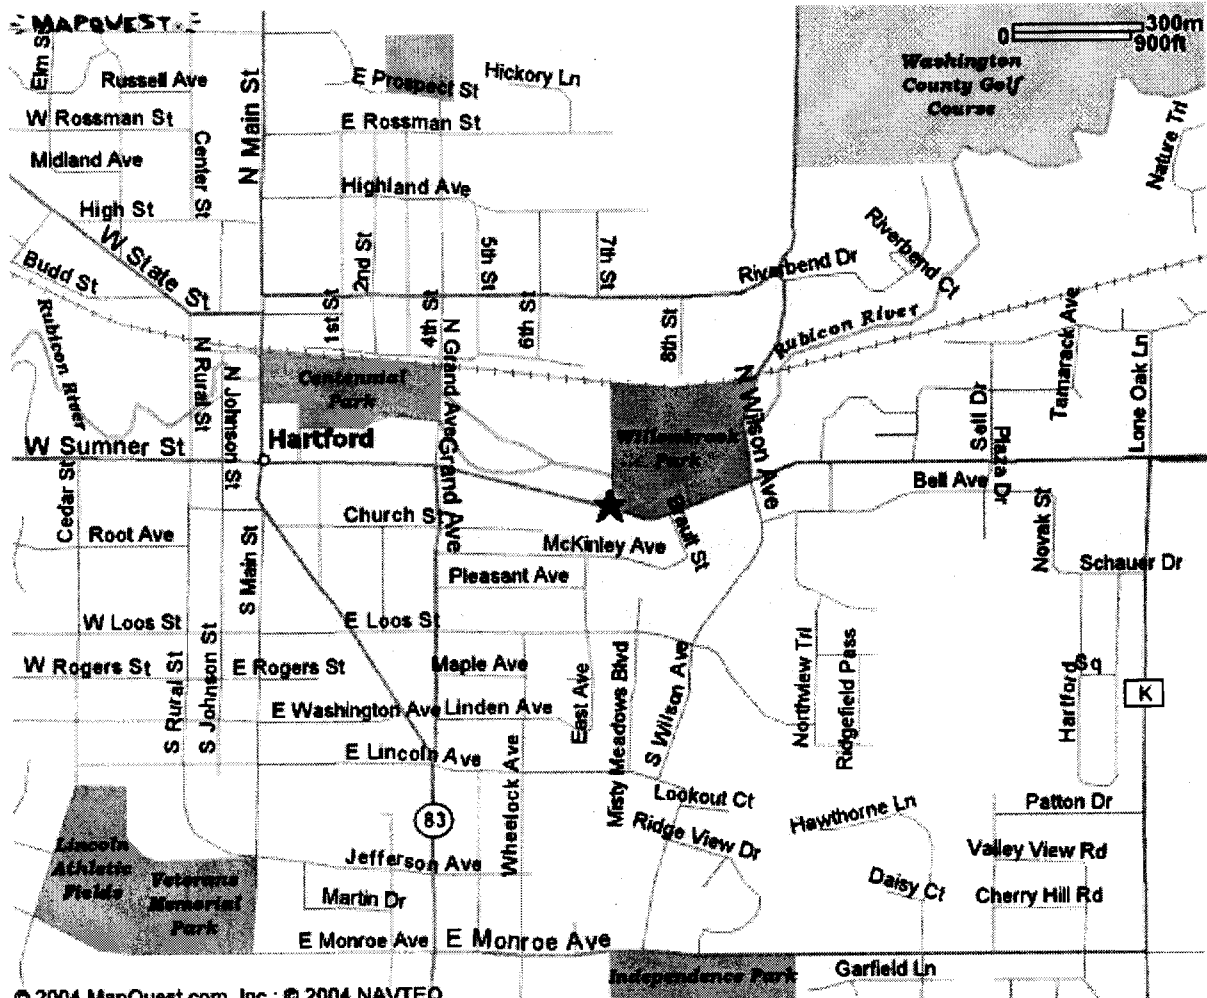 MAPQUEST
300m
0
900ft
Elm St
Russell Ave
E Prospect St
Hickory Ln
Washington
County Golf
Course
W Rossman St
Center St
N Main St
E Rossman St
Nature Trl
Midland Ave
Highland Ave
High St
W State St
Budd St
2nd St
5th St
7th St
Riverbend Dr
Riverbend Ct
Rubicon River
1st St
4th St
N Grand Ave
6th St
8th St
Rubicon River
Tamarack Ave
Lone Oak Ln
N Rural St
N Johnson St
Centennial
Park
N Wilson Ave
Sell Dr
Plaza Dr
W Sumner St
Hartford
Grand Ave
Willowbrook
Park
Bell Ave
Cedar St
Root Ave
S Main St
Church St
McKinley Ave
Grault St
Novak St
Schauer Dr
Pleasant Ave
W Loos St
E Loos St
W Rogers St
E Rogers St
Maple Ave
S Rural St
S Johnson St
E Washington Ave
Linden Ave
East Ave
Misty Meadows Blvd
S Wilson Ave
Northview Trl
Ridgefield Pass
Hartford Sq
K
E Lincoln Ave
Wheelock Ave
Lookout Ct
Hawthorne Ln
Patton Dr
83
Ridge View Dr
Valley View Rd
Lincoln
Athletic
Fields
Veterans
Memorial
Park
Jefferson Ave
Martin Dr
Daisy Ct
Cherry Hill Rd
E Monroe Ave
E Monroe Ave
Independence Park
Garfield Ln
© 2004 MapQuest.com, Inc.; © 2004 NAVTEQ